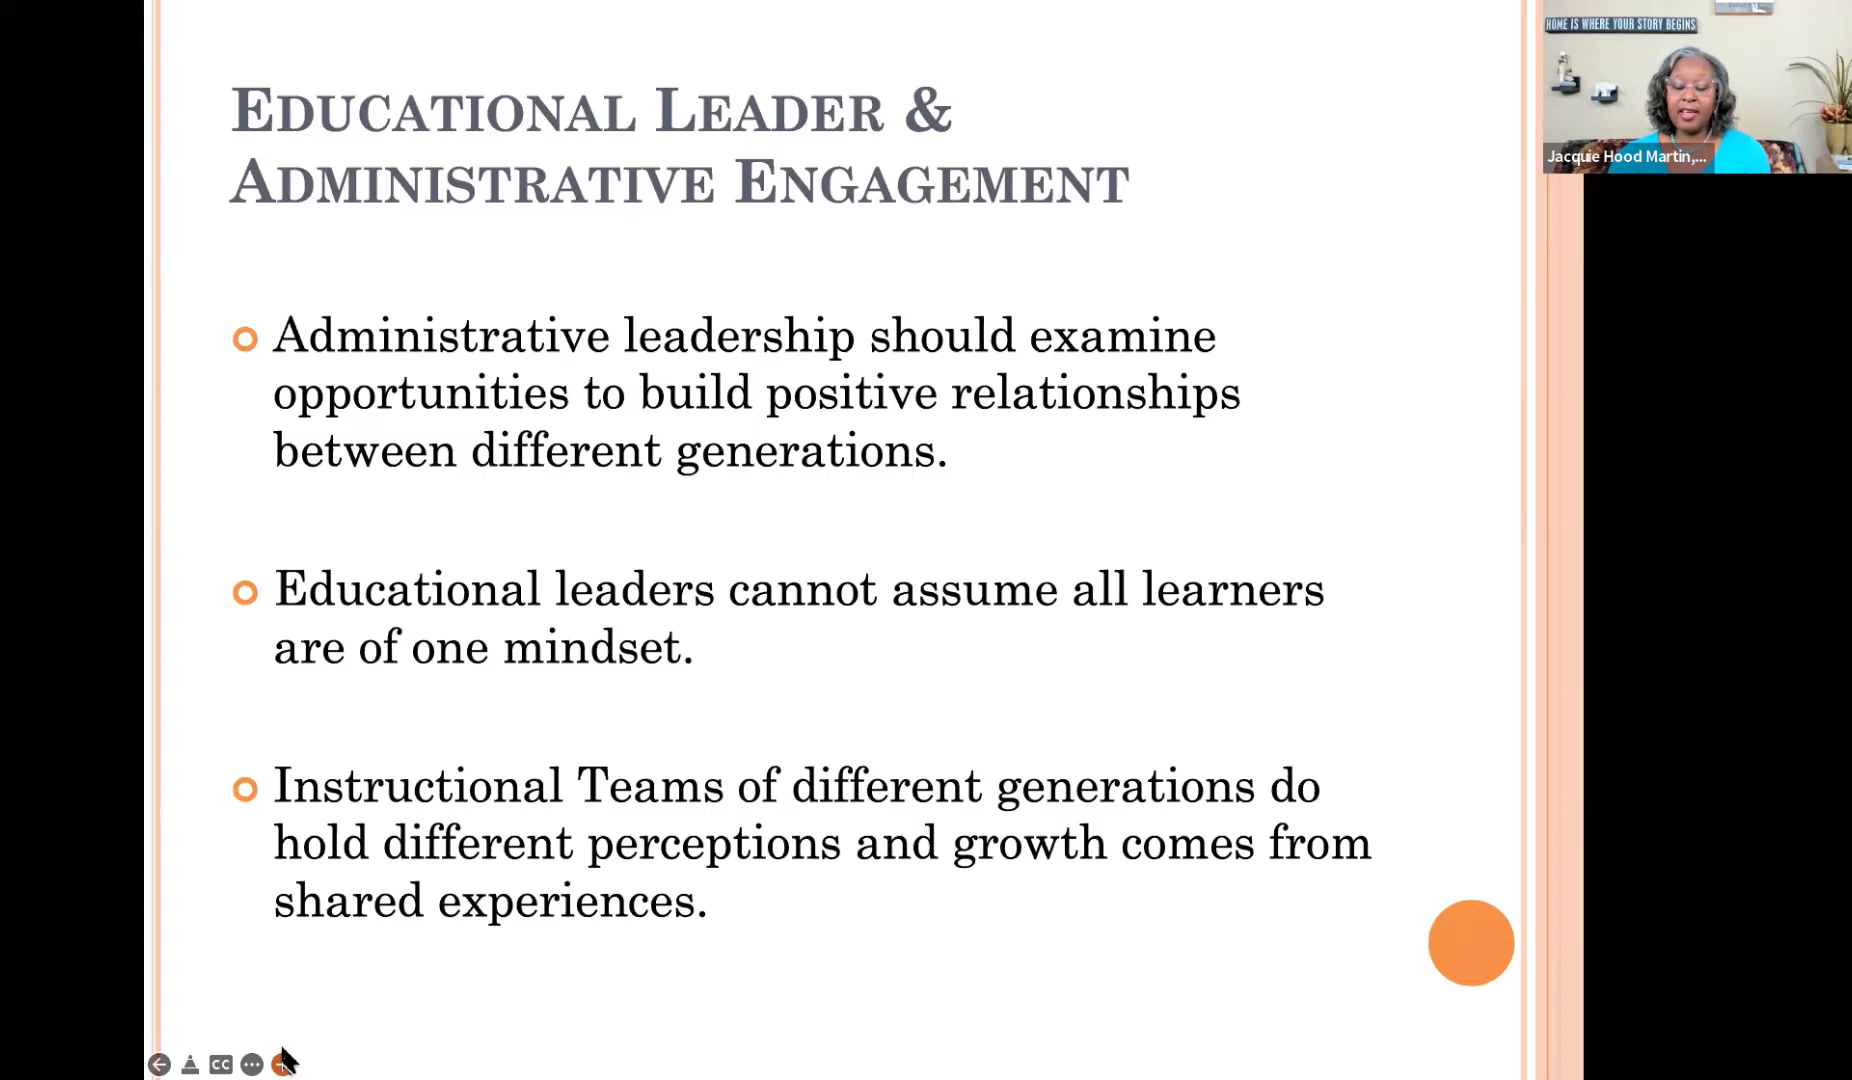 EDUCATIONAL LEADER &
ADMINISTRATIVE ENGAGEMENT
Administrative leadership should examine
opportunities to build positive relationships
between different generations.
Educational leaders cannot assume all learners
are of one mindset.
Instructional Teams of different generations do
hold different perceptions and growth comes from
shared experiences.
HOME IS WHERE YOUR STORY BEGINS
Jacquie Hood Martin,...
CC